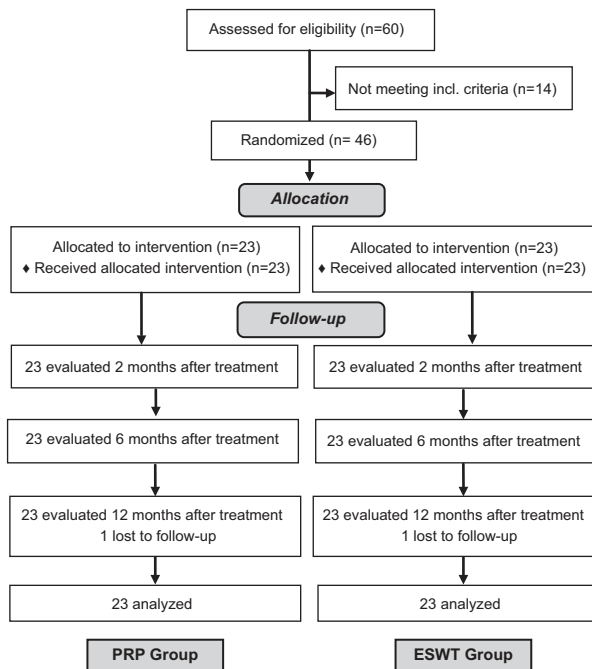 Assessed for eligibility (n=60)
Not meeting incl. criteria (n=14)
Randomized (n= 46)
Allocation
Allocated to intervention (n=23)
♦ Received allocated intervention (n=23)
Allocated to intervention (n=23)
♦ Received allocated intervention (n=23)
Follow-up
23 evaluated 2 months after treatment
23 evaluated 2 months after treatment
23 evaluated 6 months after treatment
23 evaluated 6 months after treatment
23 evaluated 12 months after treatment
1 lost to follow-up
23 evaluated 12 months after treatment
1 lost to follow-up
23 analyzed
23 analyzed
PRP Group
ESWT Group